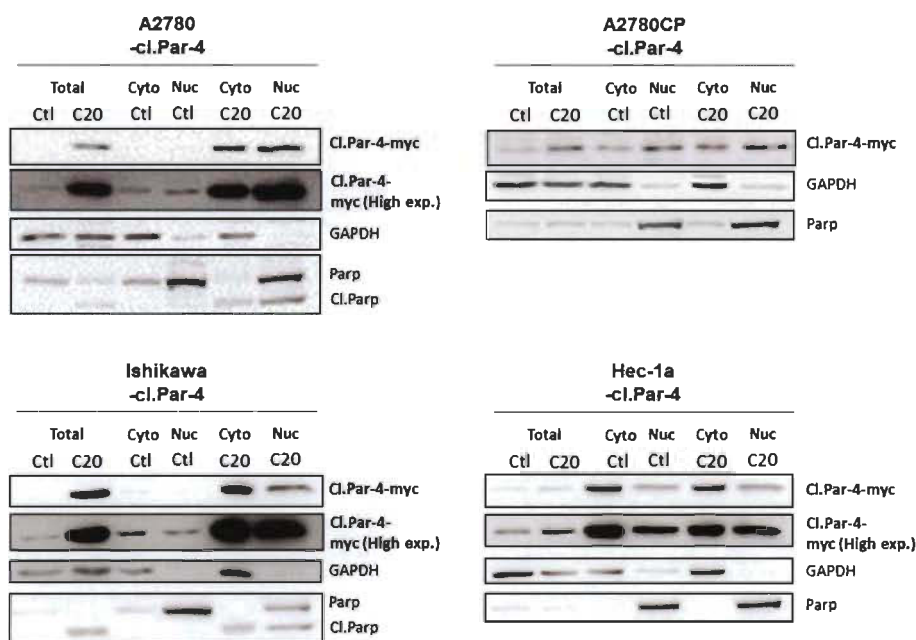 A2780
-cl.Par-4
Total Cyto Nuc Cyto Nuc
Ctl C20 Ctl Ctl C20 C20
Cl.Par-4-myc
Cl.Par-4-
myc (High exp.)
GAPDH
Parp
Cl.Parp
A2780CP
-cl.Par-4
Total Cyto Nuc Cyto Nuc
Ctl C20 Ctl Ctl C20 C20
Cl.Par-4-myc
GAPDH
Parp
Ishikawa
-cl.Par-4
Total Cyto Nuc Cyto Nuc
Ctl C20 Ctl Ctl C20 C20
Cl.Par-4-myc
Cl.Par-4-
myc (High exp.)
GAPDH
Parp
Cl.Parp
Hec-1a
-cl.Par-4
Total Cyto Nuc Cyto Nuc
Ctl C20 Ctl Ctl C20 C20
Cl.Par-4-myc
Cl.Par-4-
myc (High exp.)
GAPDH
Parp